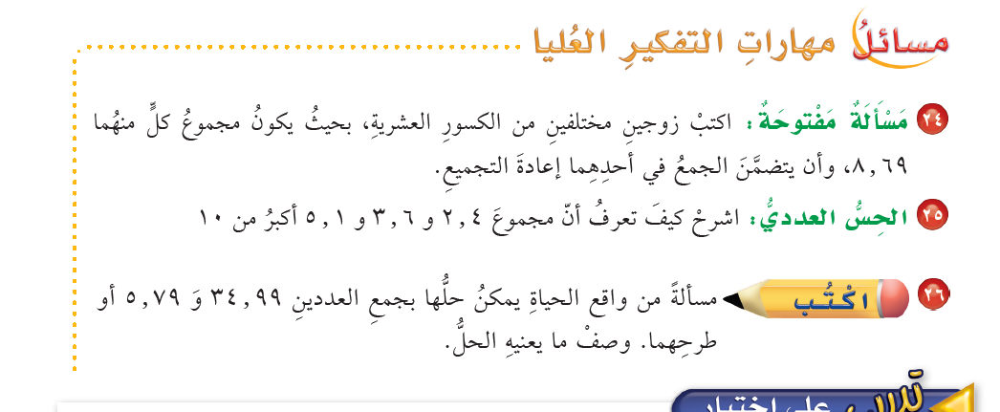 مسائلُ مهاراتِ التفكيرِ العُليا
٢٤ مَسْأَلَةٌ مَفْتوحَةٌ: اكتبْ زوجينِ مختلفينِ من الكسورِ العشريةِ، بحيثُ يكونُ مجموعُ كلٍّ منهُما
٨,٦٩، وأن يتضمَّنَ الجمعُ في أحدِهِما إعادةَ التجميعِ.
٢٥ الحِسُّ العدديُّ: اشرحْ كيفَ تعرفُ أنّ مجموعَ ٢,٤ و ٣,٦ و ٥,١ أكبرُ من ١٠
٢٦ اكْتُب مسألةً من واقعِ الحياةِ يمكنُ حلُّها بجمعِ العددينِ ٣٤,٩٩ وَ ٥,٧٩ أو
طرحِهما. وصفْ ما يعنيهِ الحلُّ.
على اختبار